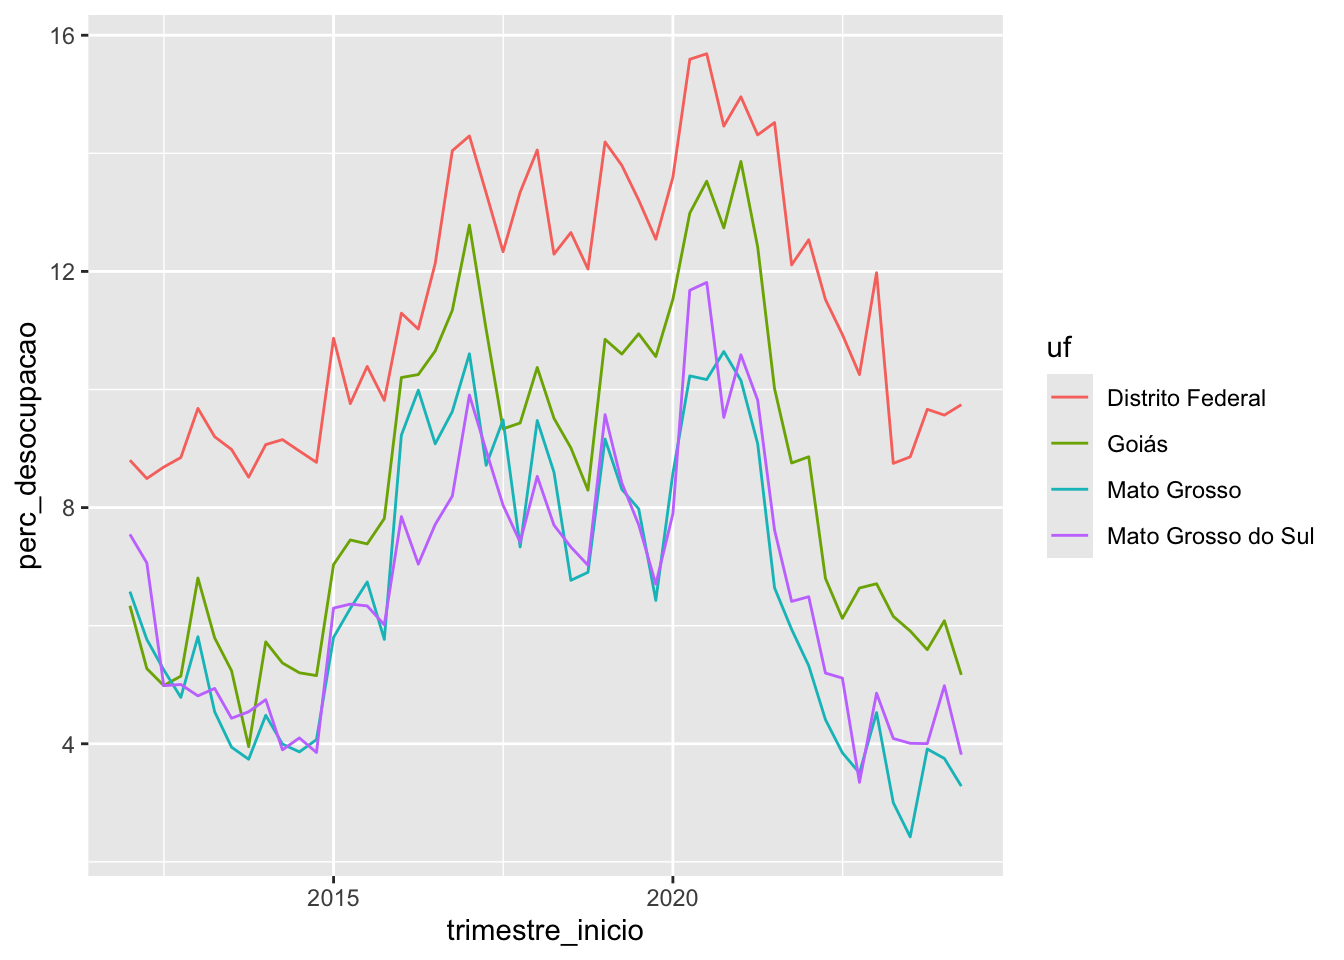 16
12
8
4
perc_desocupacao
2015
2020
trimestre_inicio
uf
Distrito Federal
Goiás
Mato Grosso
Mato Grosso do Sul